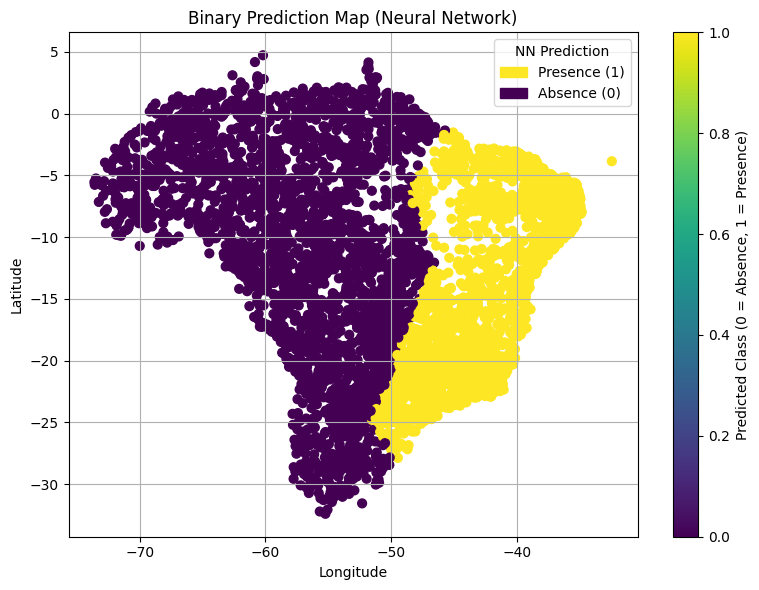 Binary Prediction Map (Neural Network)
NN Prediction
Presence (1)
Absence (0)
5
0
−5
−10
−15
−20
−25
−30
Latitude
−70
−60
−50
−40
Longitude
1.0
0.8
0.6
0.4
0.2
0.0
Predicted Class (0 = Absence, 1 = Presence)